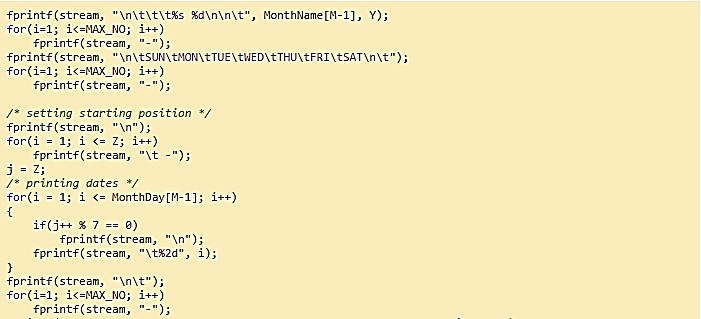 fprintf(stream, "\n\t\t\t%s %d\n\n\t", MonthName[M-1], Y);
for(i=1; i<=MAX_NO; i++)
    fprintf(stream, "-");
fprintf(stream, "\n\tSUN\tMON\tTUE\tWED\tTHU\tFRI\tSAT\n\t");
for(i=1; i<=MAX_NO; i++)
    fprintf(stream, "-");

/* setting starting position */
fprintf(stream, "\n");
for(i = 1; i <= Z; i++)
    fprintf(stream, "\t -");
j = Z;
/* printing dates */
for(i = 1; i <= MonthDay[M-1]; i++)
{
    if(j++ % 7 == 0)
        fprintf(stream, "\n");
    fprintf(stream, "\t%2d", i);
}
fprintf(stream, "\n\t");
for(i=1; i<=MAX_NO; i++)
    fprintf(stream, "-");